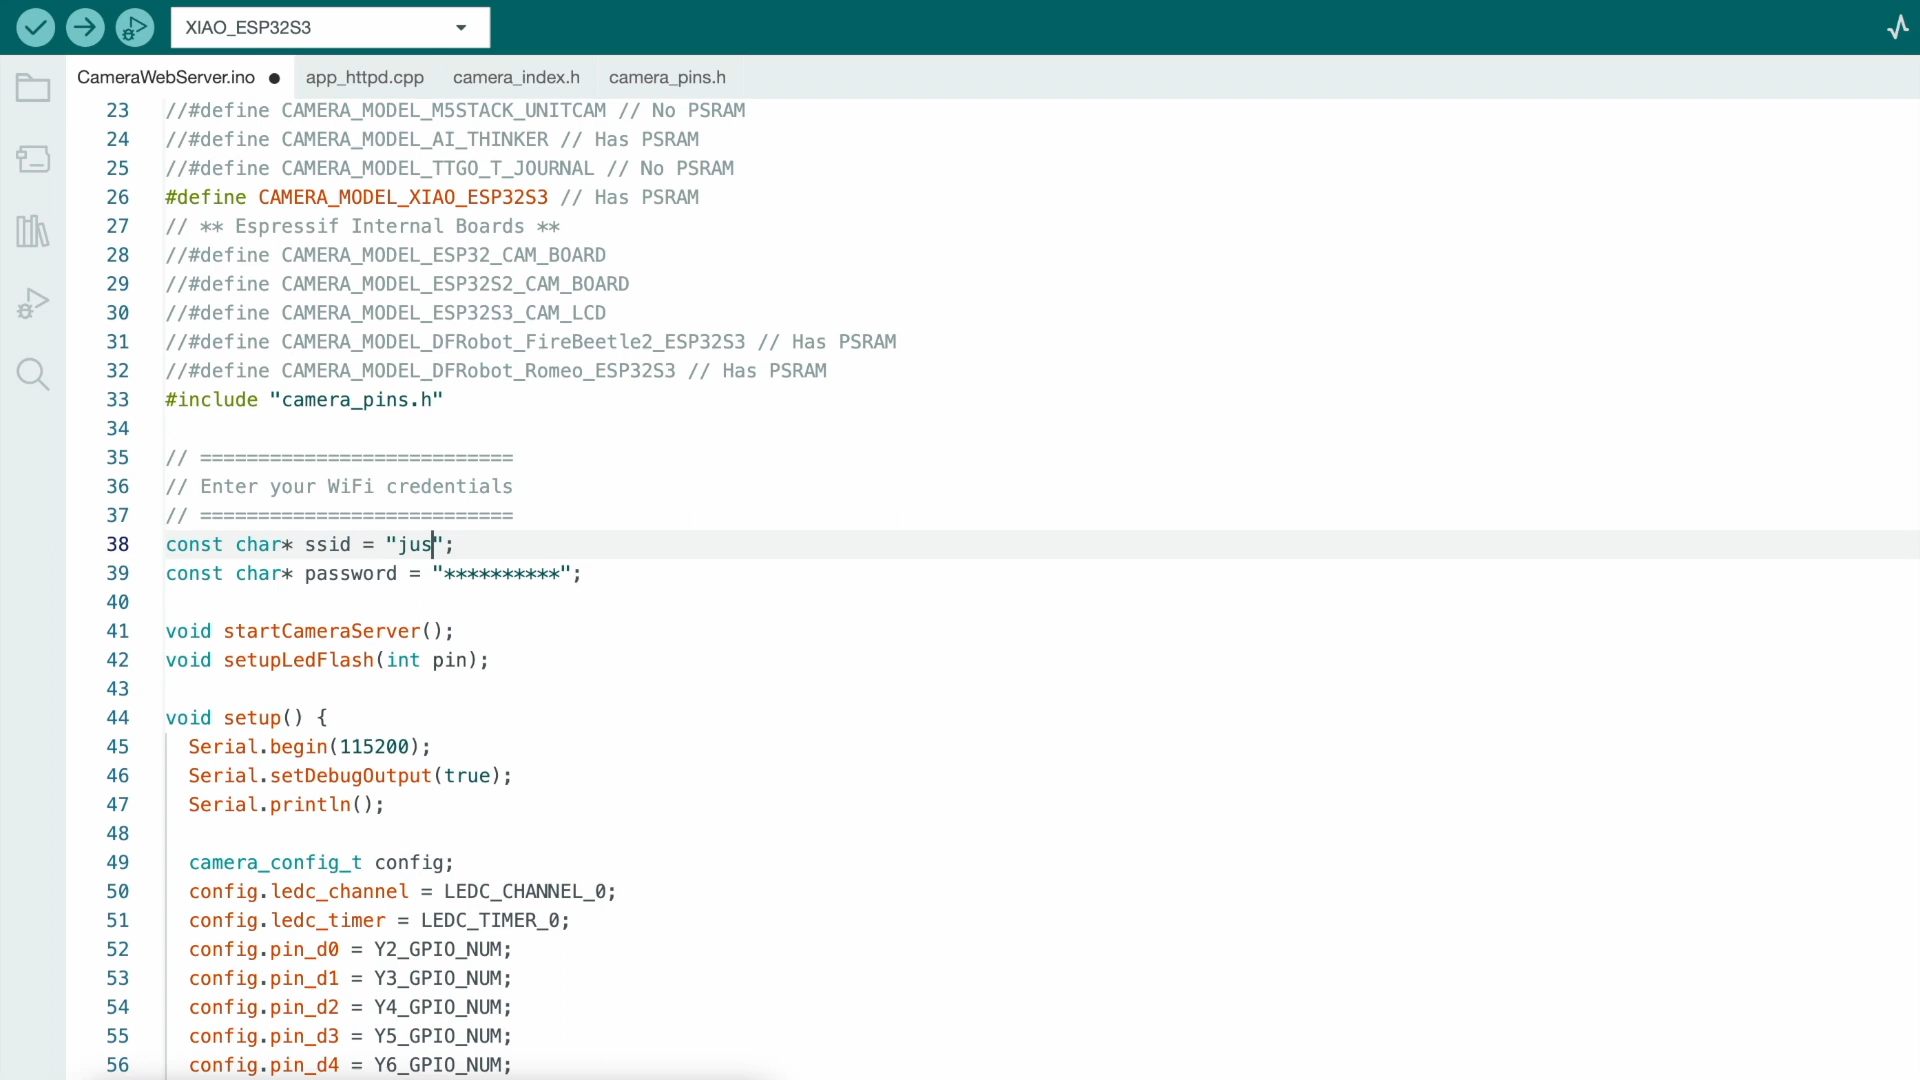 XIAO_ESP32S3
CameraWebServer.ino app_httpd.cpp camera_index.h camera_pins.h
23 //#define CAMERA_MODEL_M5STACK_UNITCAM // No PSRAM
24 //#define CAMERA_MODEL_AI_THINKER // Has PSRAM
25 //#define CAMERA_MODEL_TTGO_T_JOURNAL // No PSRAM
26 #define CAMERA_MODEL_XIAO_ESP32S3 // Has PSRAM
27 // ** Espressif Internal Boards **
28 //#define CAMERA_MODEL_ESP32_CAM_BOARD
29 //#define CAMERA_MODEL_ESP32S2_CAM_BOARD
30 //#define CAMERA_MODEL_ESP32S3_CAM_LCD
31 //#define CAMERA_MODEL_DFRobot_FireBeetle2_ESP32S3 // Has PSRAM
32 //#define CAMERA_MODEL_DFRobot_Romeo_ESP32S3 // Has PSRAM
33 #include "camera_pins.h"
34
35 // ===========================
36 // Enter your WiFi credentials
37 // ===========================
38 const char* ssid = "jus";
39 const char* password = "**********";
40
41 void startCameraServer();
42 void setupLedFlash(int pin);
43
44 void setup() {
45 Serial.begin(115200);
46 Serial.setDebugOutput(true);
47 Serial.println();
48
49 camera_config_t config;
50 config.ledc_channel = LEDC_CHANNEL_0;
51 config.ledc_timer = LEDC_TIMER_0;
52 config.pin_d0 = Y2_GPIO_NUM;
53 config.pin_d1 = Y3_GPIO_NUM;
54 config.pin_d2 = Y4_GPIO_NUM;
55 config.pin_d3 = Y5_GPIO_NUM;
56 config.pin_d4 = Y6_GPIO_NUM;